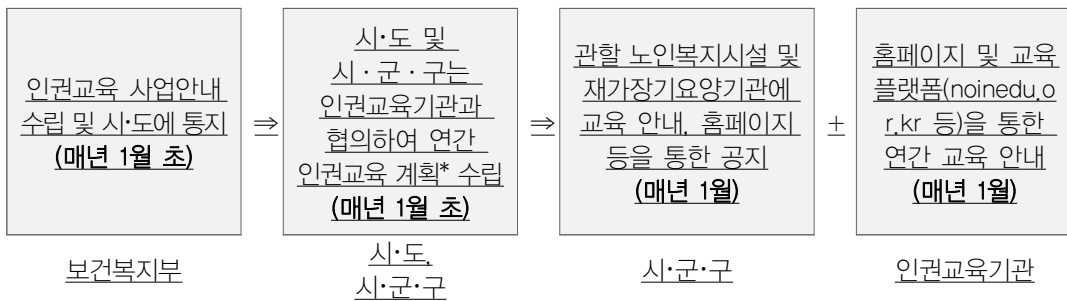 인권교육 사업안내
수립 및 시·도에 통지
(매년 1월 초)
보건복지부
⇒
시·도 및
시·군·구는
인권교육기관과
협의하여 연간
인권교육 계획* 수립
(매년 1월 초)
시·도,
시·군·구
⇒
관할 노인복지시설 및
재가장기요양기관에
교육 안내, 홈페이지
등을 통한 공지
(매년 1월)
시·군·구
+
홈페이지 및 교육
플랫폼(noinedu.o
r.kr 등)을 통한
연간 교육 안내
(매년 1월)
인권교육기관